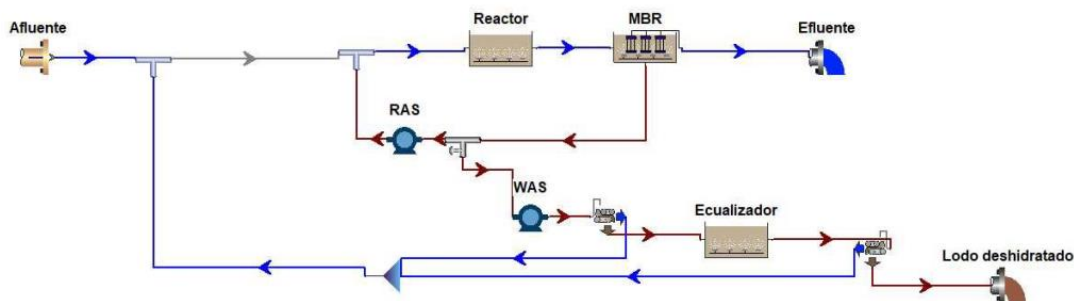 Afluente
Reactor
MBR
Efluente
RAS
WAS
Ecualizador
Lodo deshidratado